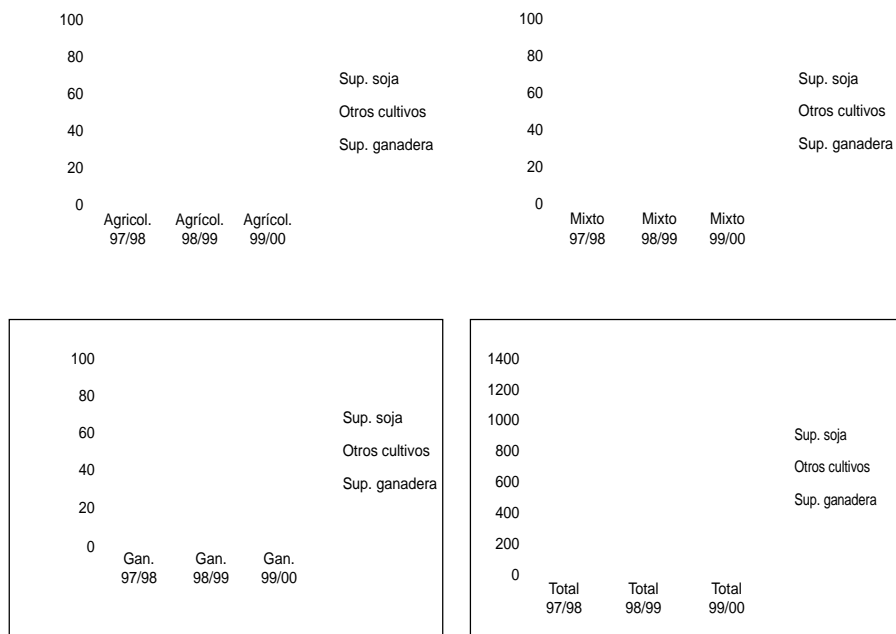 100
80
60
40
20
0
Sup. soja
Otros cultivos
Sup. ganadera
Agricol. Agrícol. Agrícol.
97/98 98/99 99/00
100
80
60
40
20
0
Sup. soja
Otros cultivos
Sup. ganadera
Mixto Mixto Mixto
97/98 98/99 99/00
100
80
60
40
20
0
Sup. soja
Otros cultivos
Sup. ganadera
Gan. Gan. Gan.
97/98 98/99 99/00
1400
1200
1000
800
600
400
200
0
Sup. soja
Otros cultivos
Sup. ganadera
Total Total Total
97/98 98/99 99/00